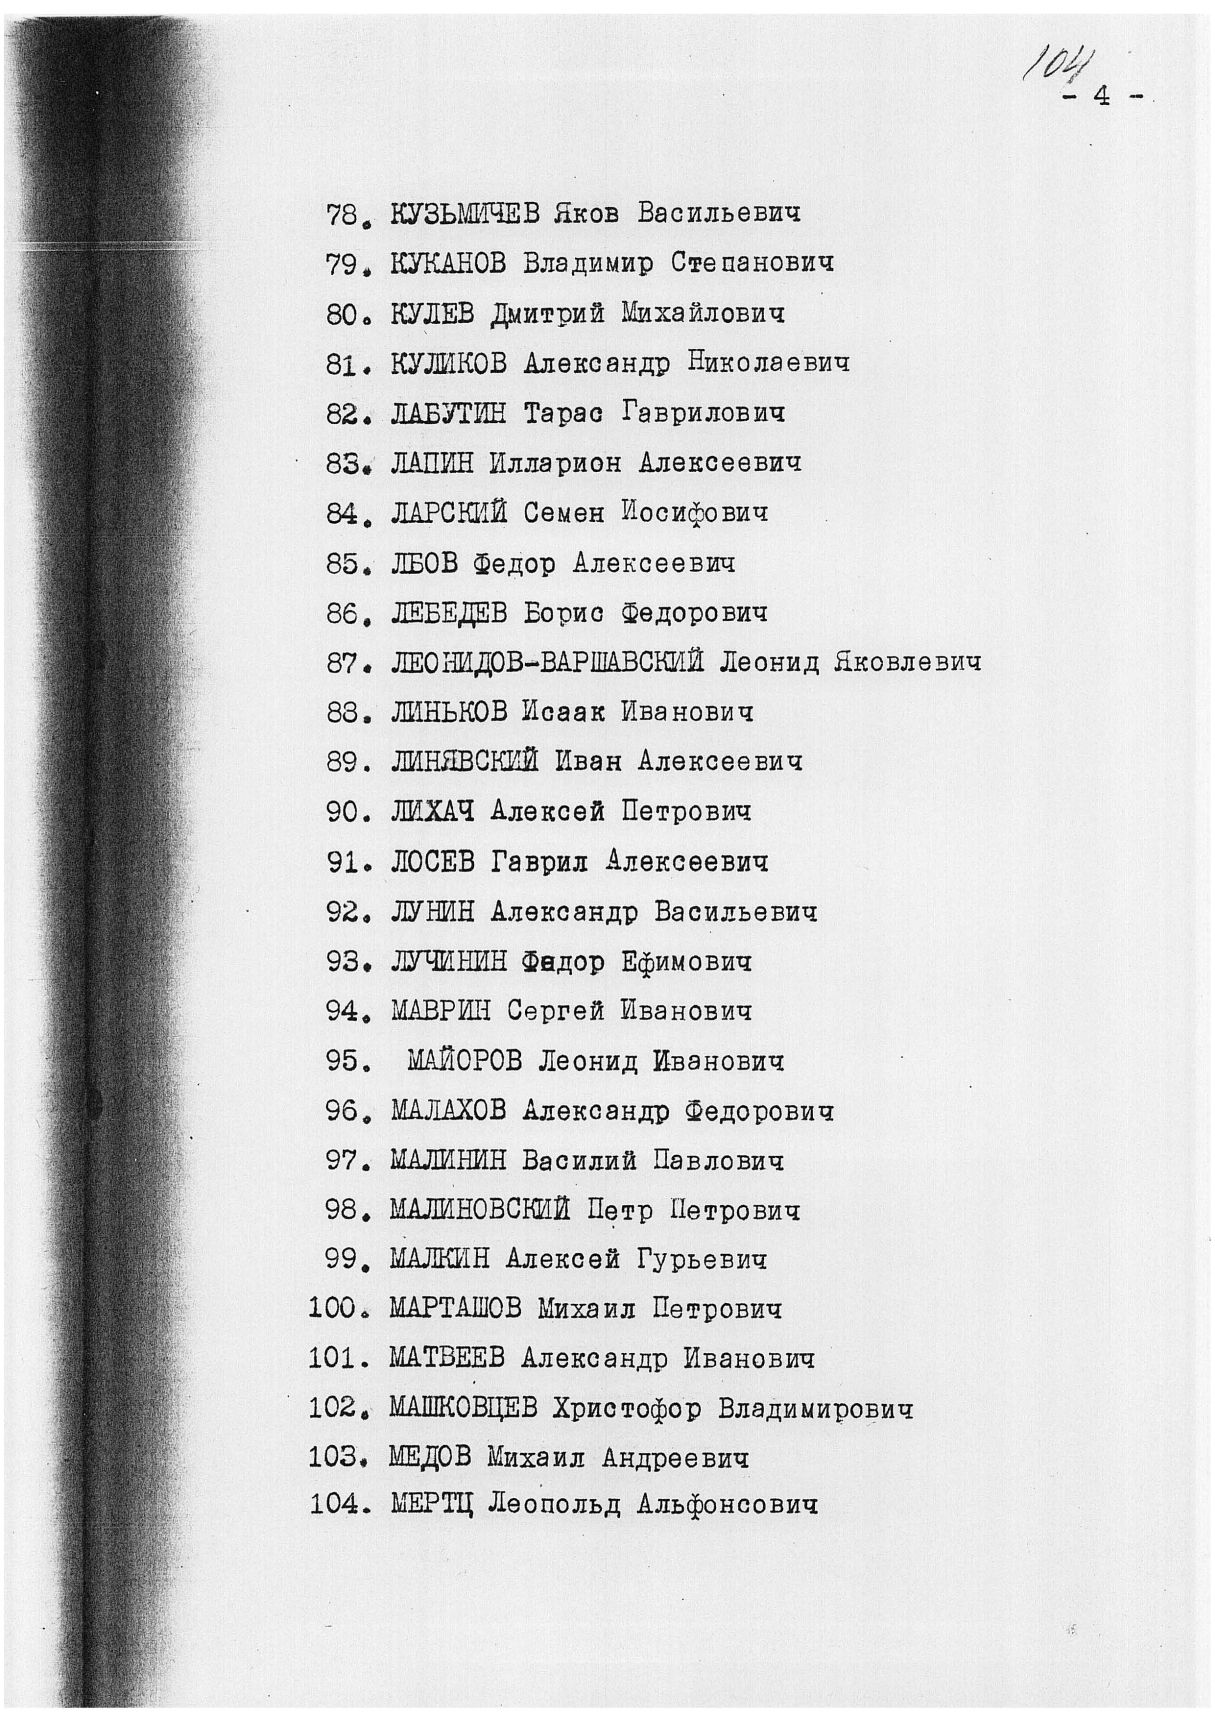 104
- 4 -
78. КУЗЬМИЧЕВ Яков Васильевич
79. КУКАНОВ Владимир Степанович
80. КУЛЕВ Дмитрий Михайлович
81. КУЛИКОВ Александр Николаевич
82. ЛАБУТИН Тарас Гаврилович
83. ЛАПИН Илларион Алексеевич
84. ЛАРСКИЙ Семен Иосифович
85. ЛБОВ Федор Алексеевич
86. ЛЕБЕДЕВ Борис Федорович
87. ЛЕОНИДОВ-ВАРШАВСКИЙ Леонид Яковлевич
88. ЛИНЬКОВ Исаак Иванович
89. ЛИНЯВСКИЙ Иван Алексеевич
90. ЛИХАЧ Алексей Петрович
91. ЛОСЕВ Гаврил Алексеевич
92. ЛУНИН Александр Васильевич
93. ЛУЧИНИН Федор Ефимович
94. МАВРИН Сергей Иванович
95. МАЙОРОВ Леонид Иванович
96. МАЛАХОВ Александр Федорович
97. МАЛИНИН Василий Павлович
98. МАЛИНОВСКИЙ Петр Петрович
99. МАЛКИН Алексей Гурьевич
100. МАРТАШОВ Михаил Петрович
101. МАТВЕЕВ Александр Иванович
102. МАШКОВЦЕВ Христофор Владимирович
103. МЕДОВ Михаил Андреевич
104. МЕРТЦ Леопольд Альфонсович